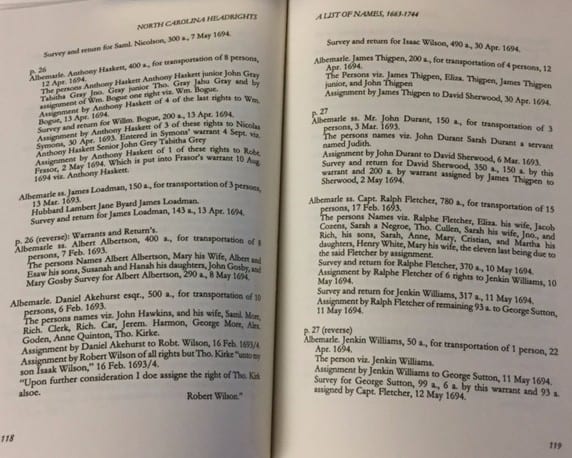 NORTH CAROLINA HEADRIGHTS
Survey and return for Saml. Nicolson, 300 a., 7 May 1694.
p. 26
Albemarle. Anthony Haskett, 400 a., for transportation of 8 persons,
12 Apr. 1694.
The persons Anthony Haskett Anthony Haskett junior John Gray
Tabitha Gray Jno. Gray junior Tho. Gray Jahu Gray and by
assignment of Wm. Bogue one right viz. Wm. Bogue.
Assignment by Anthony Haskett of 4 of the last rights to Wm.
Bogue, 13 Apr. 1694.
Survey and return for Willm. Bogue, 200 a., 13 Apr. 1694.
Assignment by Anthony Haskett of 3 of these rights to Nicolas
Symons, 30 Apr. 1693. Entered in Symons' warrant 4 Sept. viz.
Anthony Haskett Senior John Grey Tabitha Grey
Assignment by Anthony Haskett of 1 of these rights to Robt.
Frasor, 2 May 1694. Which is put into Frasor's warrant 10 Aug.
1694 viz. Anthony Haskett.
Albemarle ss. James Loadman, 150 a., for transportation of 3 persons,
13 Mar. 1693.
Hubbard Lambert Jane Byard James Loadman.
Survey and return for James Loadman, 143 a., 13 Apr. 1694.
p. 26 (reverse): Warrants and Return's.
Albemarle ss. Albert Albertson, 400 a., for transportation of 8
persons, 7 Feb. 1693.
The persons Names Albert Albertson, Mary his Wife, Albert and
Esaw his sons, Susanah and Hanah his daughters, John Gosby, and
Mary Gosby Survey for Albert Albertson, 290 a., 8 May 1694.
Albemarle. Daniel Akehurst esqr., 500 a., for transportation of 10
persons, 6 Feb. 1693.
The persons names viz. John Hawkins, and his wife, Saml. More,
Rich. Clerk, Rich. Car, Jerem. Harmon, George More, Alex.
Goden, Anne Quinton, Tho. Kirke.
Assignment by Daniel Akehurst to Robt. Wilson, 16 Feb. 1693/4.
Assignment by Robert Wilson of all rights but Tho. Kirke "unto my
son Isaak Wilson," 16 Feb. 1693/4.
"Upon further consideration I doe assigne the right of Tho. Kirk
alsoe.
Robert Wilson."
118
A LIST OF NAMES, 1663-1744
Survey and return for Isaac Wilson, 490 a., 30 Apr. 1694.
Albemarle. James Thigpen, 200 a., for transportation of 4 persons, 12
Apr. 1694.
The Persons viz. James Thigpen, Eliza. Thigpen, James Thigpen
junior, and John Thigpen
Assignment by James Thigpen to David Sherwood, 30 Apr. 1694.
p. 27
Albemarle ss. Mr. John Durant, 150 a., for transportation of 3
persons, 3 Mar. 1693.
The persons names viz. John Durant Sarah Durant a servant
named Judith.
Assignment by John Durant to David Sherwood, 6 Mar. 1693.
Survey and return for David Sherwood, 350 a., 150 a. by this
warrant and 200 a. by warrant assigned by James Thigpen to
Sherwood, 2 May 1694.
Albemarle ss. Capt. Ralph Fletcher, 780 a., for transportation of 15
persons, 17 Feb. 1693.
The persons Names viz. Ralphe Fletcher, Eliza. his wife, Jacob
Cozens, Sarah a Negroe, Tho. Cullen, Sarah his wife, Jno., and
Rich, his sons, Sarah, Anne, Mary, Cristian, and Martha his
daughters, Henry White, Mary his wife, the eleven last being due to
the said Fletcher by assignment.
Survey and return for Ralphe Fletcher, 370 a., 10 May 1694.
Assignment by Ralphe Fletcher of 6 rights to Jenkin Williams, 10
May 1694.
Survey and return for Jenkin Williams, 317 a., 11 May 1694.
Assignment by Ralph Fletcher of remaining 93 a. to George Sutton,
11 May 1694.
p. 27 (reverse)
Albemarle. Jenkin Williams, 50 a., for transportation of 1 person, 22
Apr. 1694.
The person viz. Jenkin Williams.
Assignment by Jenkin Williams to George Sutton, 11 May 1694.
Survey for George Sutton, 99 a., 6 a. by this warrant and 93 a.
assigned by Capt. Fletcher, 12 May 1694.
119